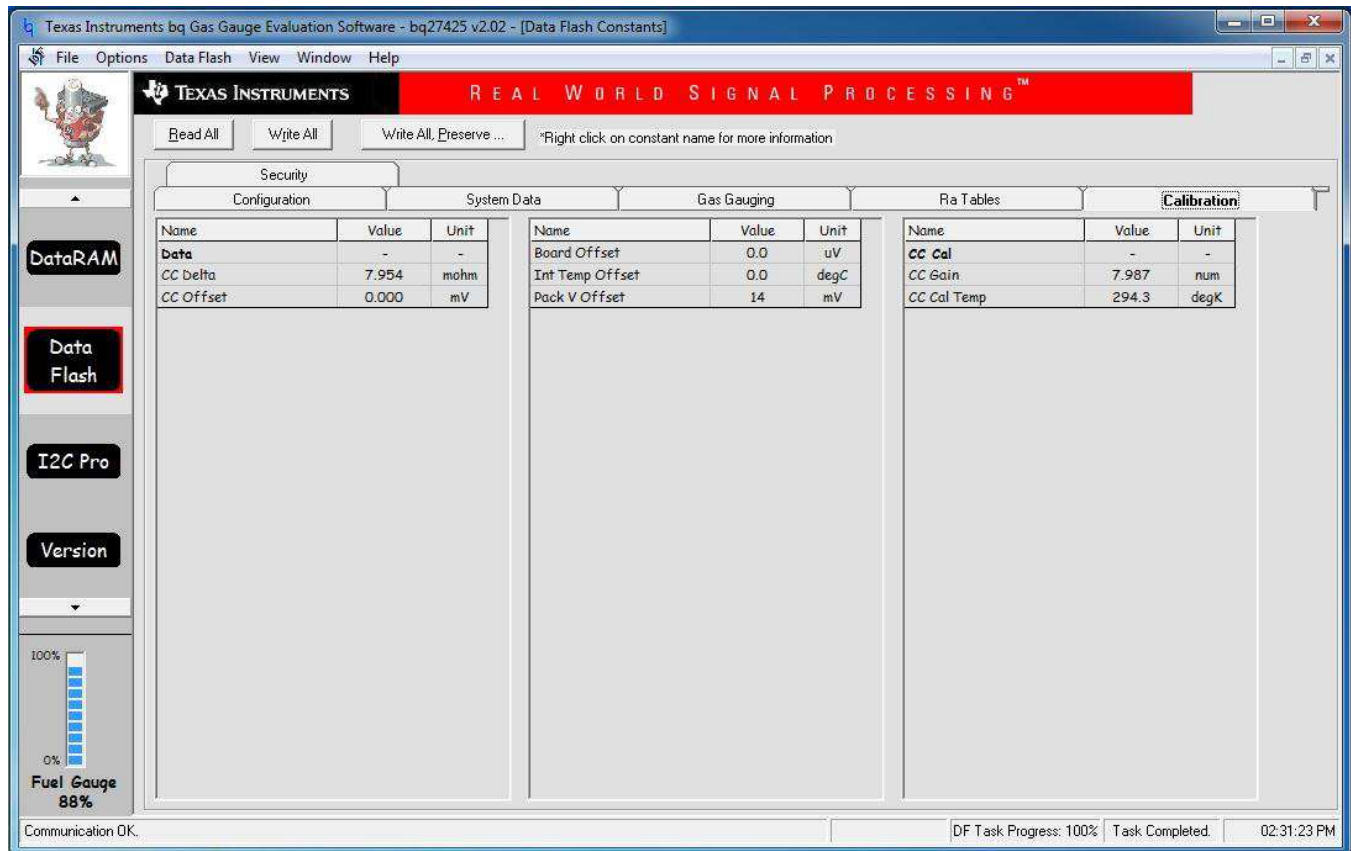 Texas Instruments bq Gas Gauge Evaluation Software - bq27425 v2.02 - [Data Flash Constants]
File Options Data Flash View Window Help
TEXAS INSTRUMENTS REAL WORLD SIGNAL PROCESSING™
Read All Write All Write All, Preserve ... *Right click on constant name for more information
Security
Configuration System Data Gas Gauging Ra Tables Calibration
Name Value Unit Name Value Unit Name Value Unit
Data - - Board Offset 0.0 uV CC Cal - -
CC Delta 7.954 mohm Int Temp Offset 0.0 degC CC Gain 7.987 num
CC Offset 0.000 mV Pack V Offset 14 mV CC Cal Temp 294.3 degK
DataRAM
Data
Flash
I2C Pro
Version
100%
0%
Fuel Gauge
88%
Communication OK. DF Task Progress: 100% Task Completed. 02:31:23 PM